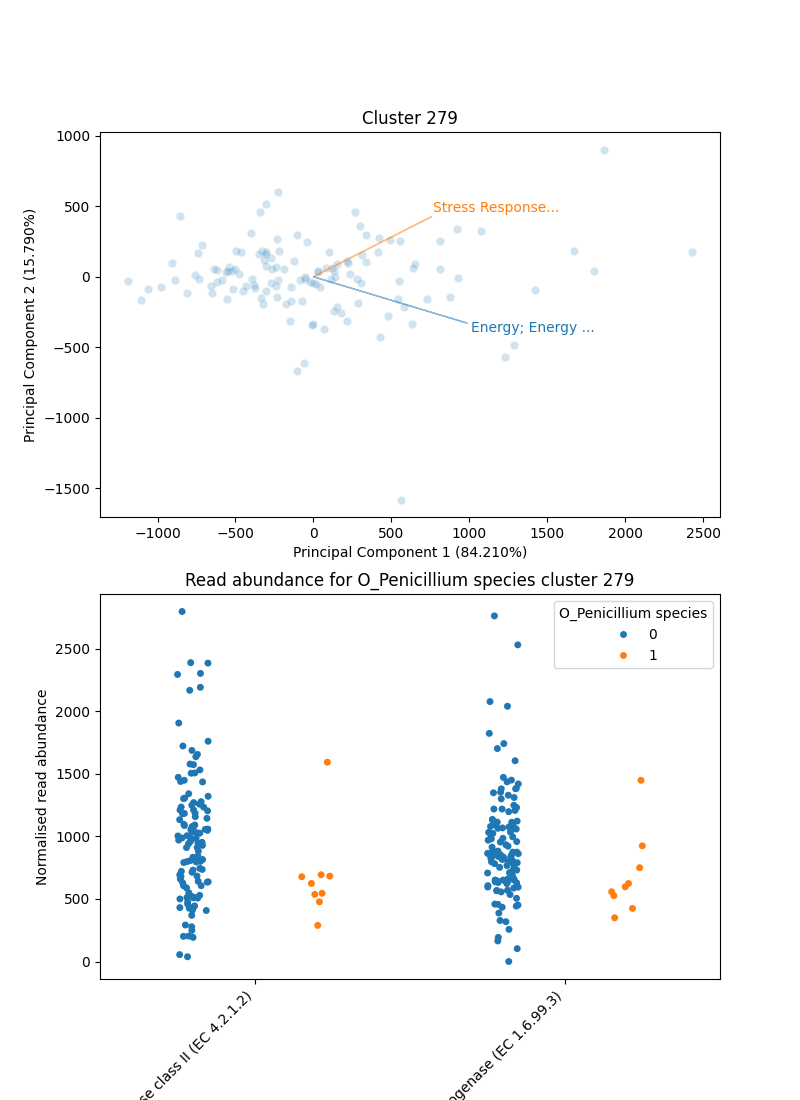 Cluster 279
1000
500
0
−500
−1000
−1500
Principal Component 2 (15.790%)
Stress Response...
Energy; Energy ...
−1000
−500
0
500
1000
1500
2000
2500
Principal Component 1 (84.210%)
Read abundance for O_Penicillium species cluster 279
O_Penicillium species
0
1
2500
2000
1500
1000
500
0
Normalised read abundance
se class II (EC 4.2.1.2)
ogenase (EC 1.6.99.3)